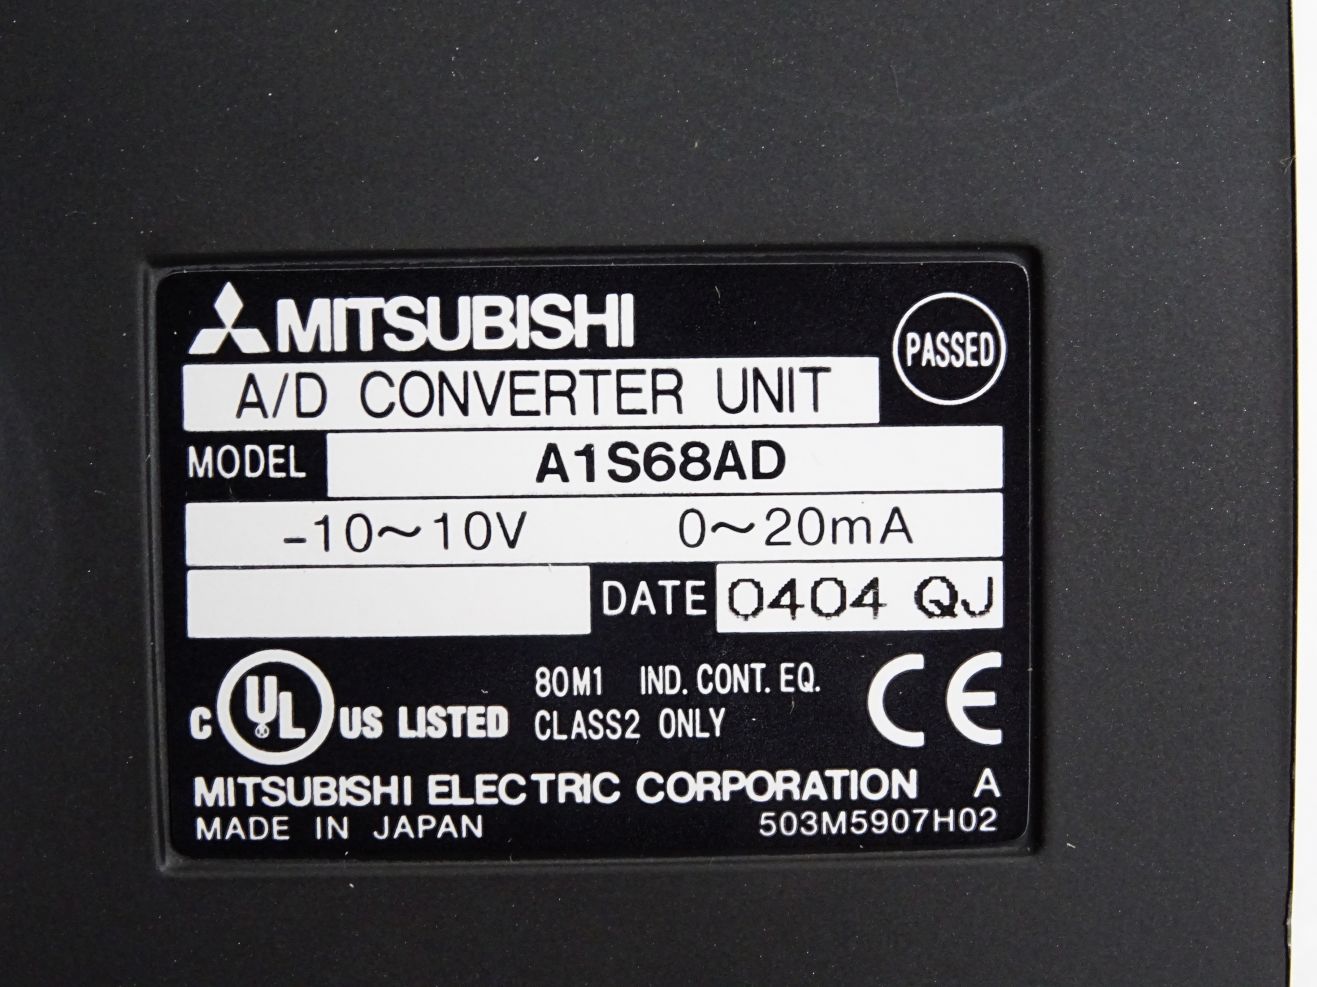 MITSUBISHI
PASSED
A/D CONVERTER UNIT
MODEL A1S68AD
-10~10V 0~20mA
DATE 0404 QJ
C UL US LISTED
80M1 IND. CONT. EQ.
CLASS2 ONLY
CE
MITSUBISHI ELECTRIC CORPORATION A
MADE IN JAPAN 503M5907H02